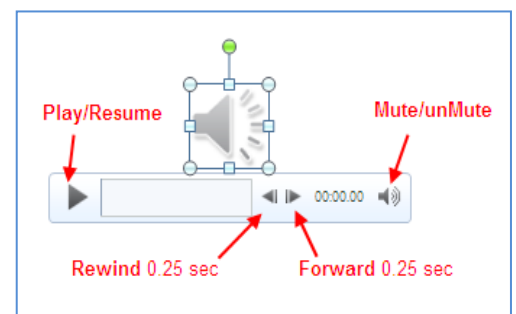 Play/Resume
Mute/unMute
00:00.00
Rewind 0.25 sec
Forward 0.25 sec